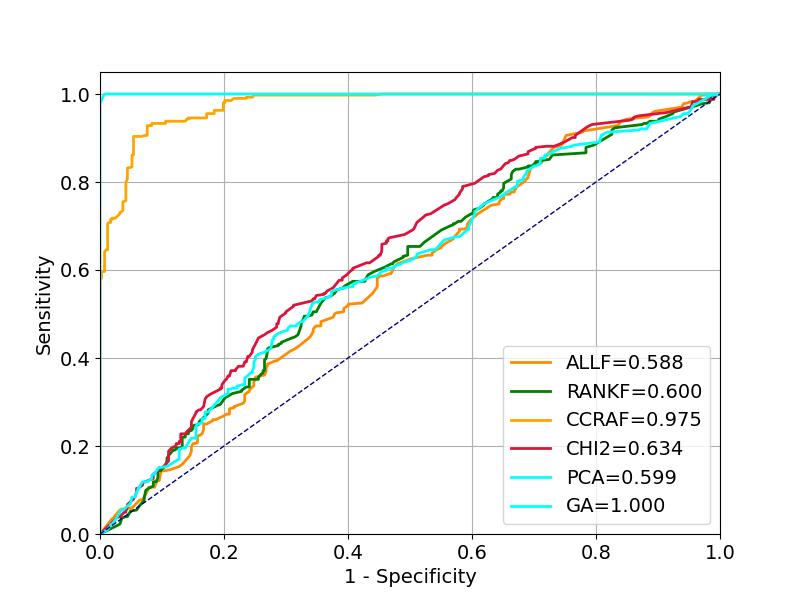 1.0
0.8
0.6
0.4
0.2
0.0
Sensitivity
ALLF=0.588
RANKF=0.600
CCRAF=0.975
CHI2=0.634
PCA=0.599
GA=1.000
0.0 0.2 0.4 0.6 0.8 1.0
1 - Specificity